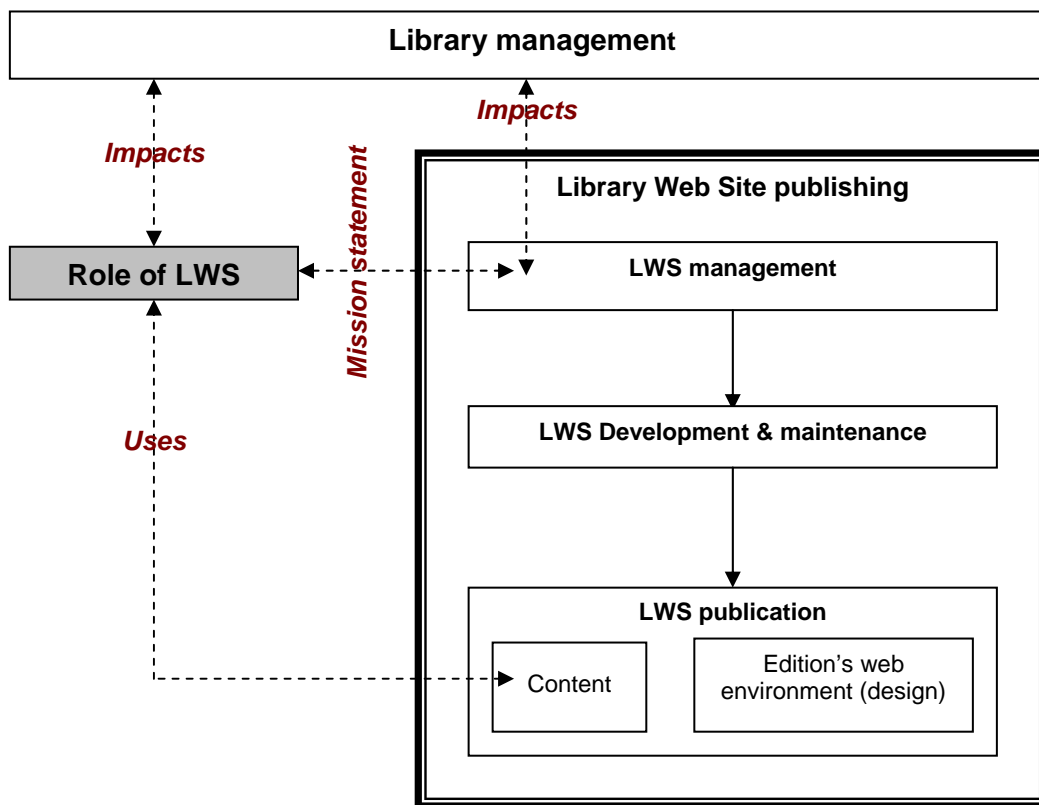 Library management
Impacts
Impacts
Mission statement
Library Web Site publishing
Role of LWS
LWS management
Uses
LWS Development & maintenance
LWS publication
Content
Edition’s web
environment (design)